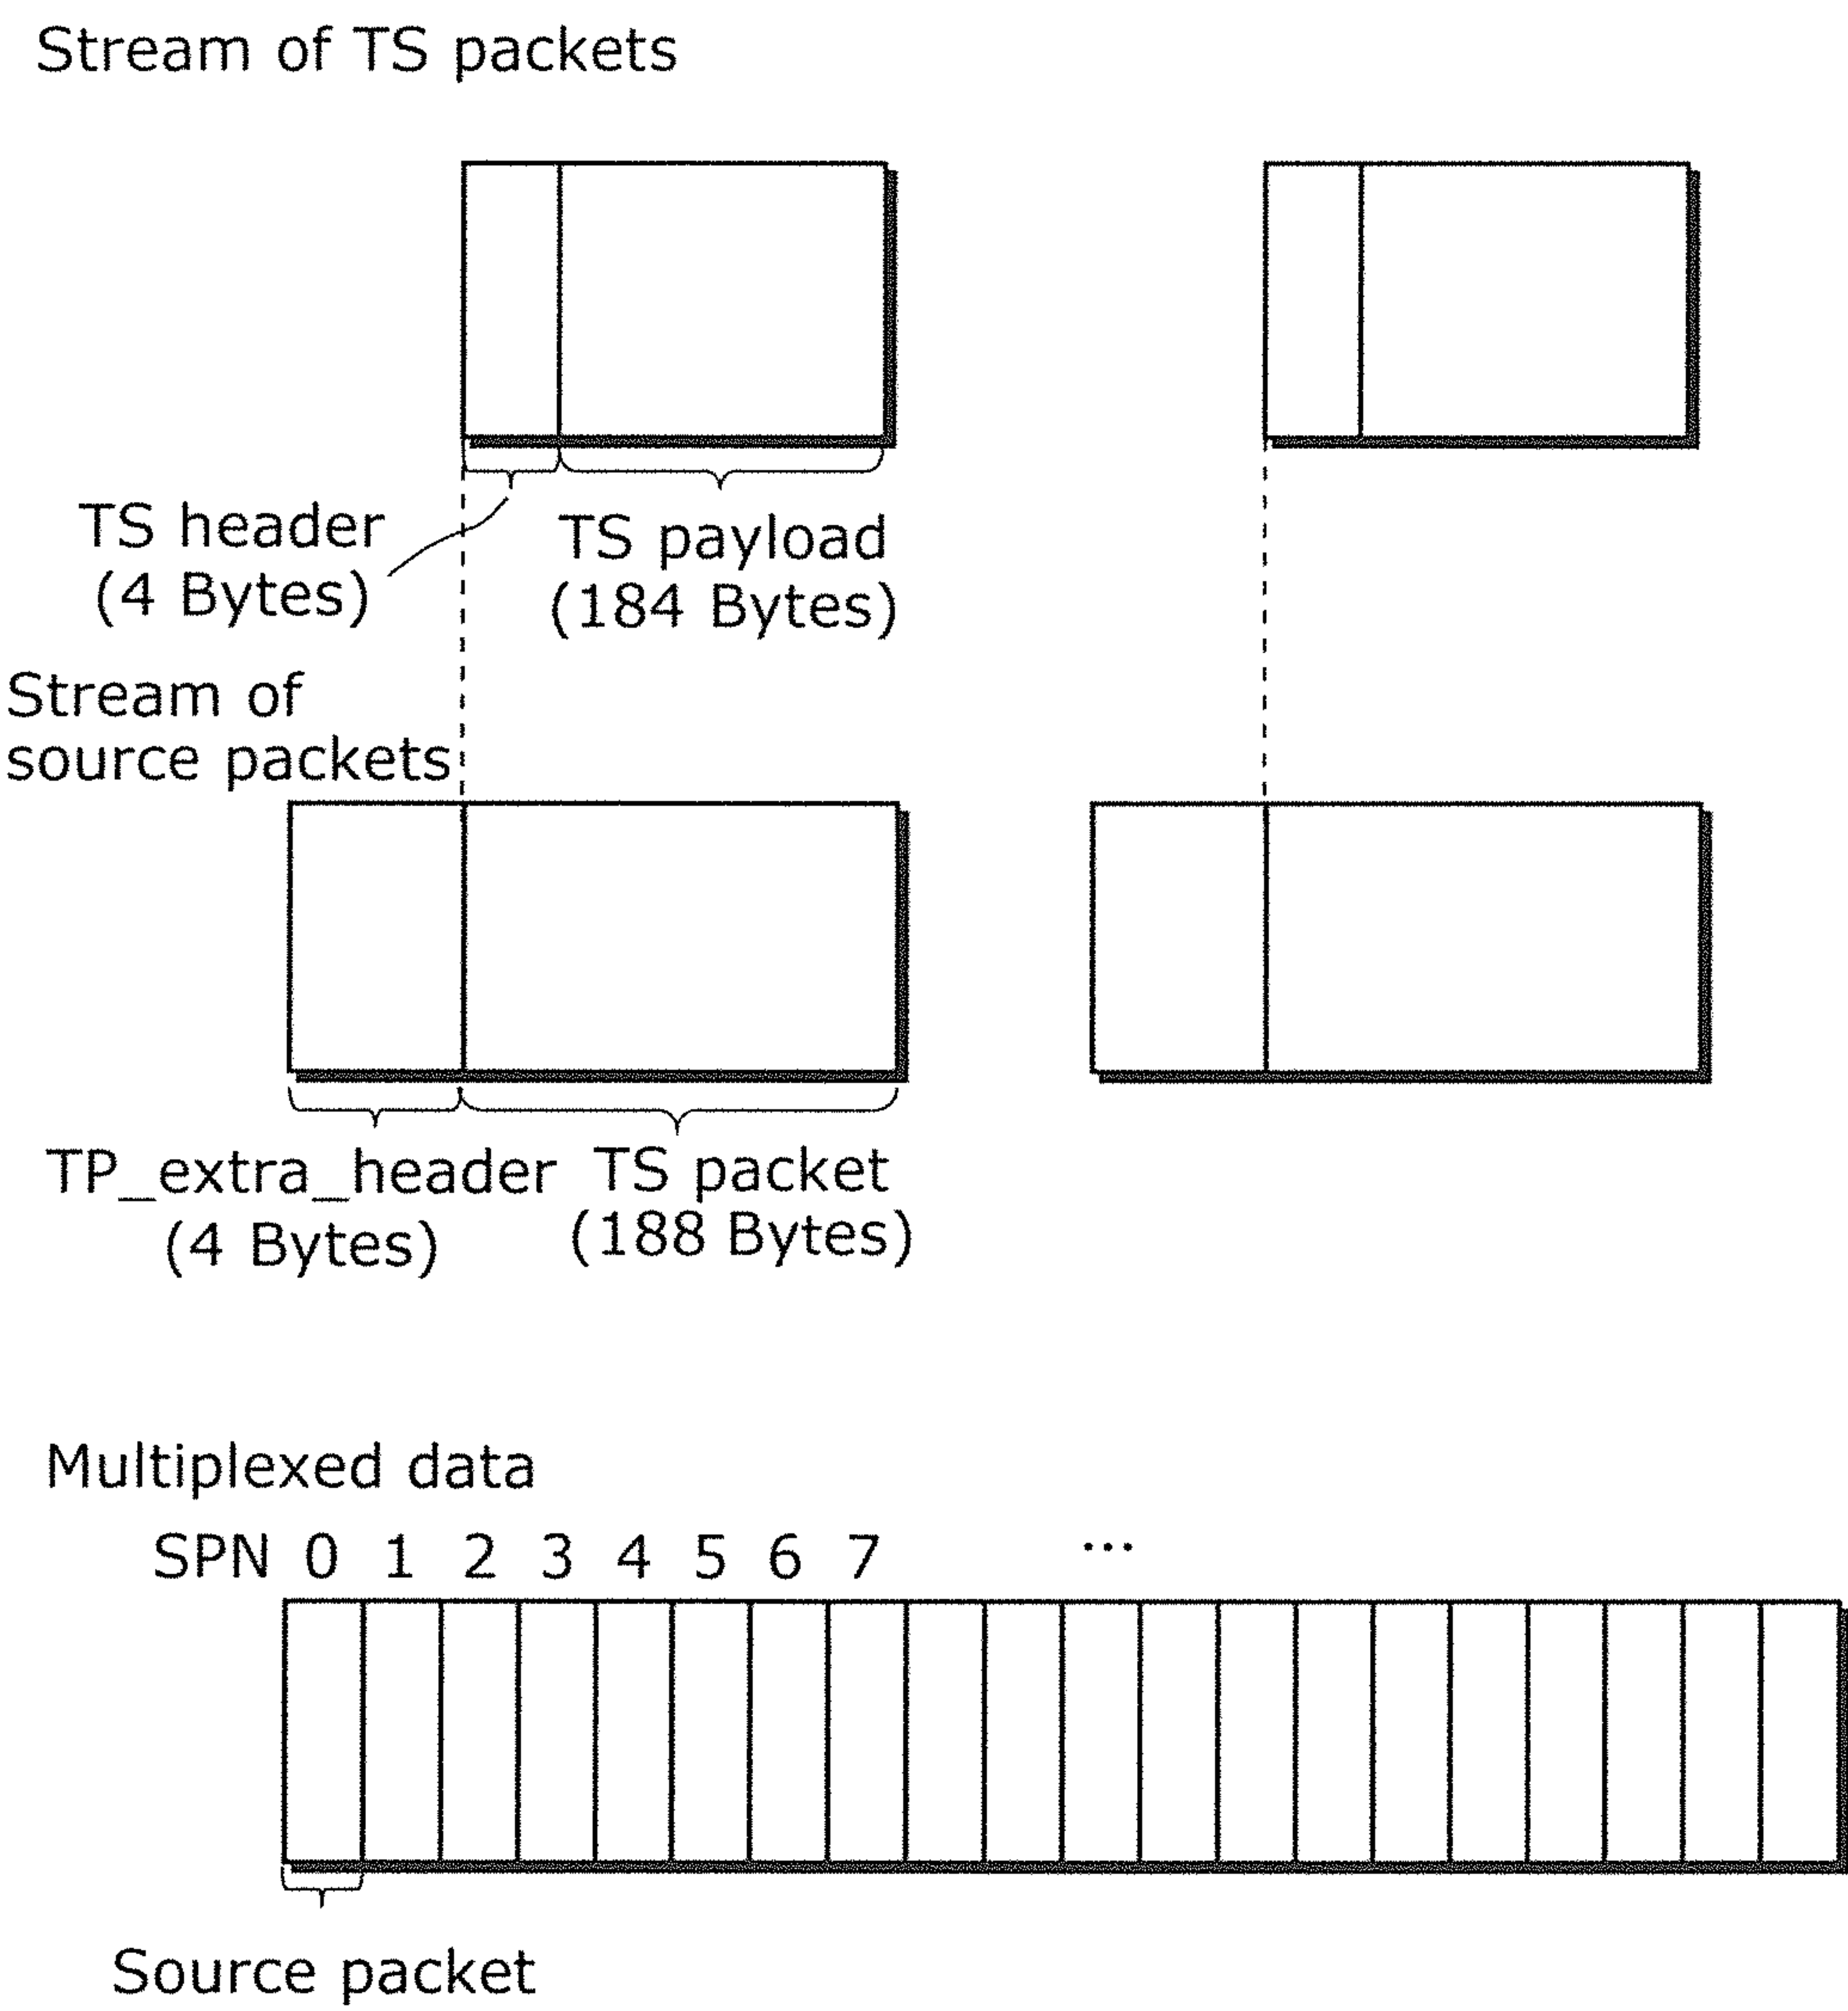 Stream of TS packets
TS header
(4 Bytes)
TS payload
(184 Bytes)
Stream of
source packets
TP_extra_header
(4 Bytes)
TS packet
(188 Bytes)
Multiplexed data
SPN 0 1 2 3 4 5 6 7 ...
Source packet